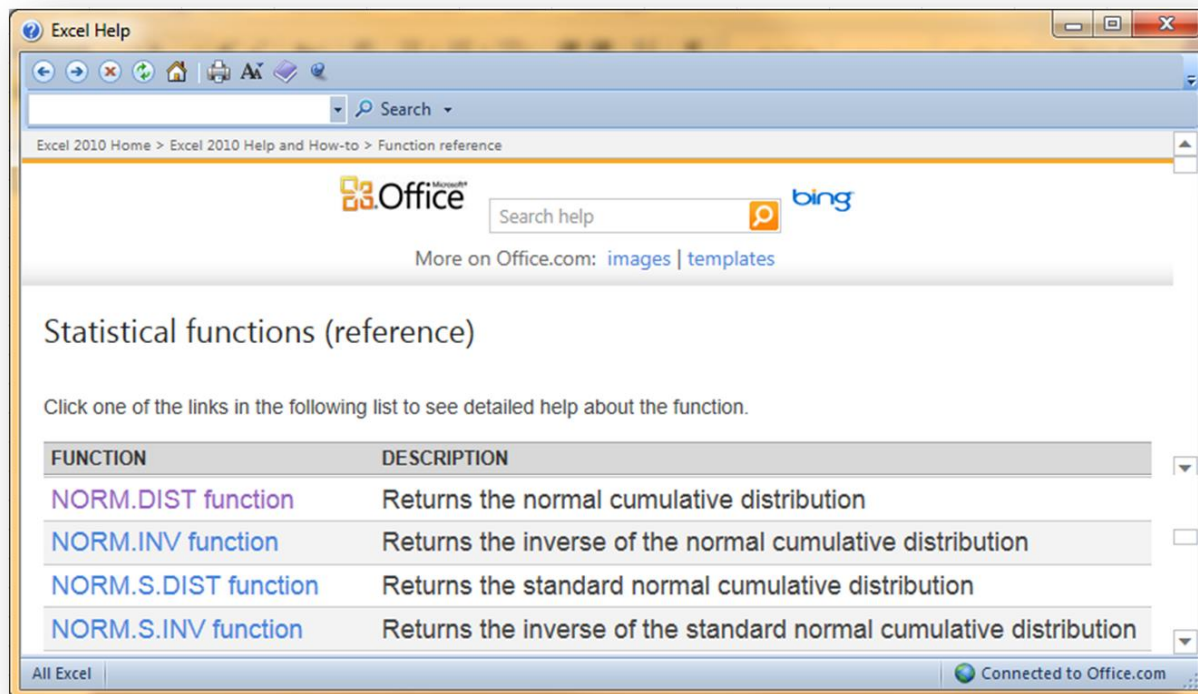 Excel Help
Search
Excel 2010 Home > Excel 2010 Help and How-to > Function reference
Microsoft® Office Search help bing
More on Office.com: images | templates
Statistical functions (reference)
Click one of the links in the following list to see detailed help about the function.
FUNCTION DESCRIPTION
NORM.DIST function Returns the normal cumulative distribution
NORM.INV function Returns the inverse of the normal cumulative distribution
NORM.S.DIST function Returns the standard normal cumulative distribution
NORM.S.INV function Returns the inverse of the standard normal cumulative distribution
All Excel Connected to Office.com